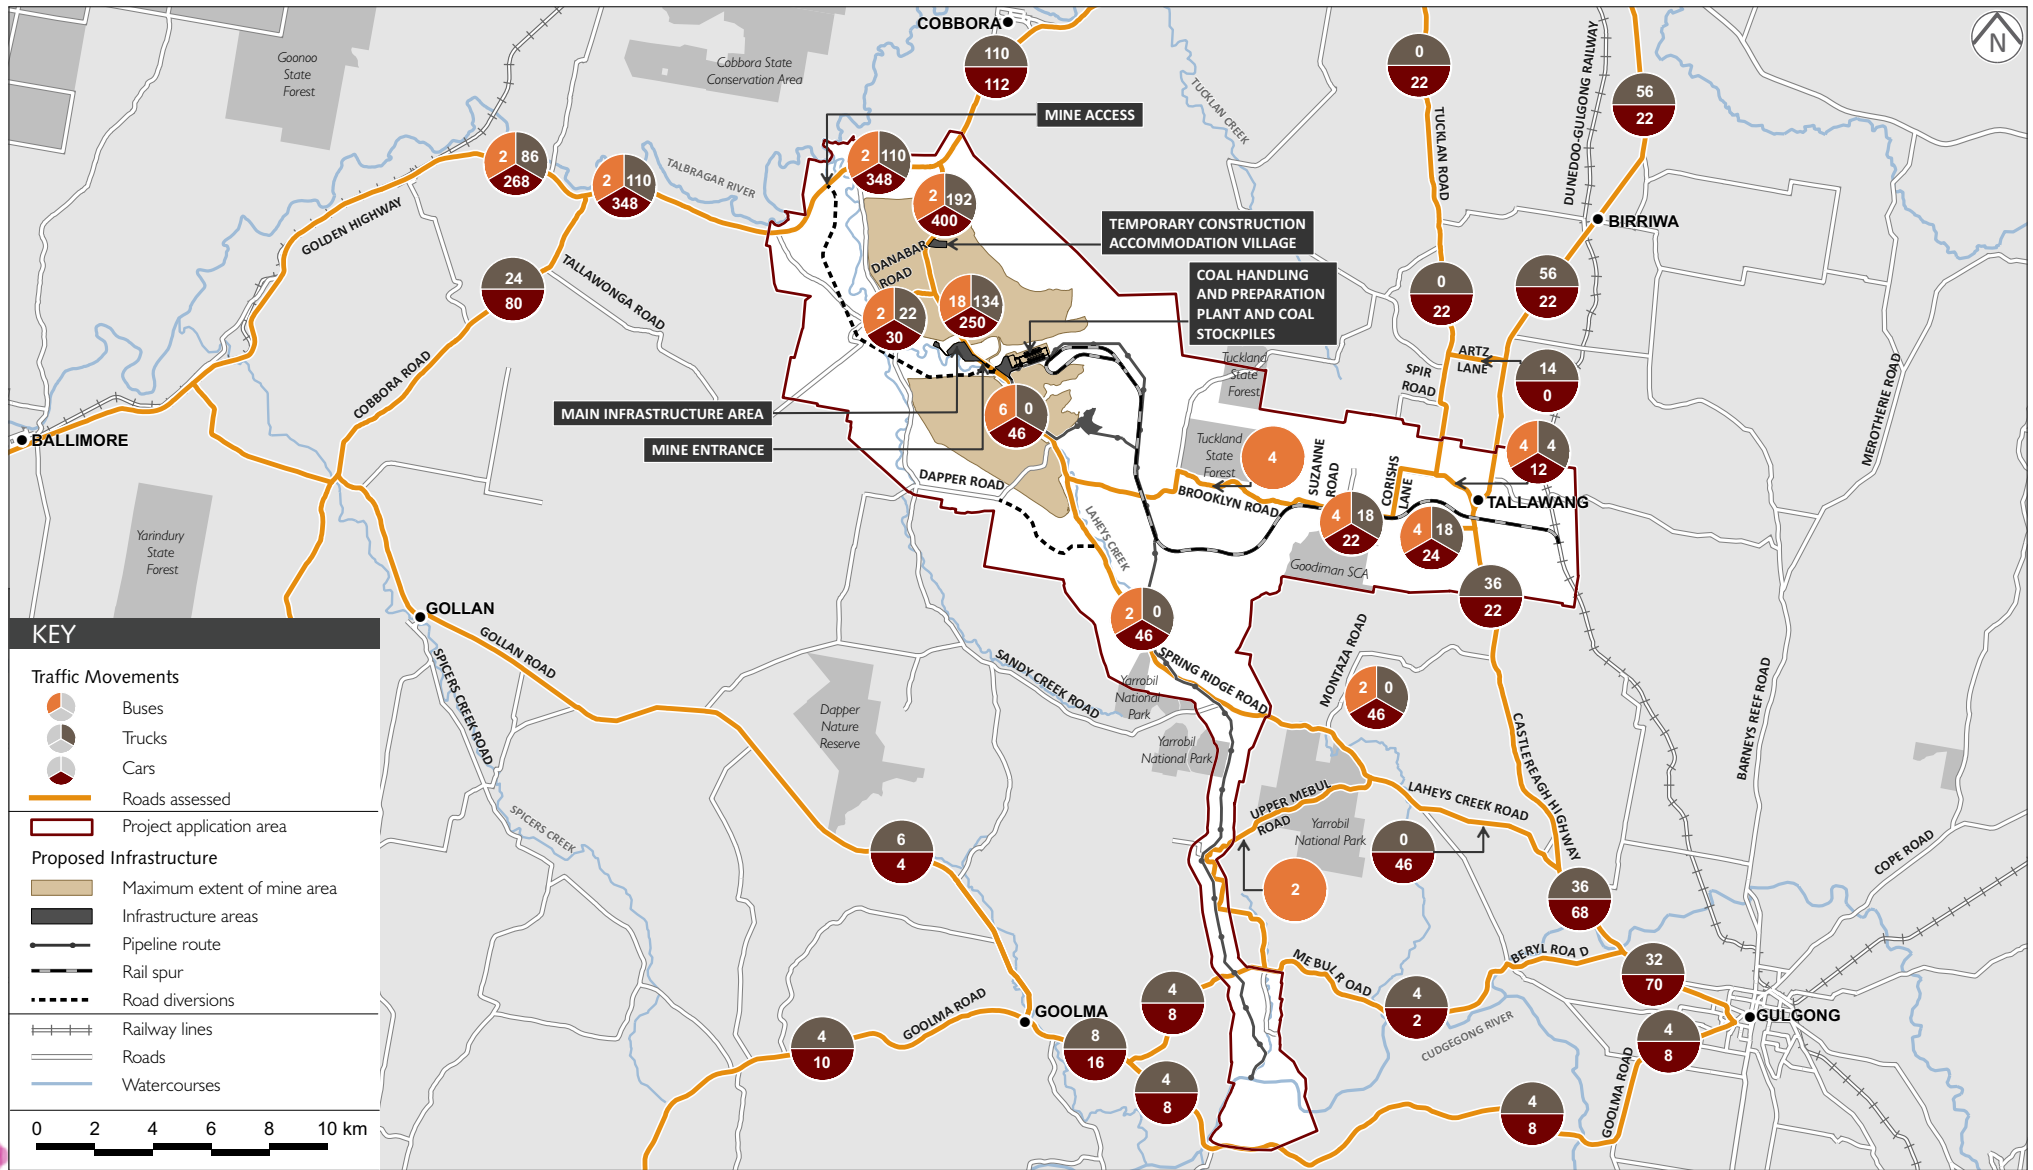 COBBORA
N
Goonoo
State
Forest
Cobbora State
Conservation Area
110
112
0
22
56
22
TUCKLAN CREEK
TUCKLAN ROAD
DUNEDOO-GULGONG RAILWAY
MINE ACCESS
2 86
268
2 110
348
TALBRAGAR RIVER
2 110
348
2 192
400
GOLDEN HIGHWAY
TEMPORARY CONSTRUCTION
ACCOMMODATION VILLAGE
BIRRIWA
DANABAR
ROAD
COAL HANDLING
AND PREPARATION
PLANT AND COAL
STOCKPILES
24
80
TALLAWONGA ROAD
2 22
30
18 134
250
0
22
56
22
Tuckland
State
Forest
ARTZ
LANE
SPIR
ROAD
14
0
MEROTHERIE ROAD
COBBORA ROAD
MAIN INFRASTRUCTURE AREA
6 0
46
MINE ENTRANCE
BALLIMORE
Tuckland
State
Forest
4
SUZANNE
ROAD
CORISHS
LANE
4 4
12
DAPPER ROAD
BROOKLYN ROAD
TALLAWANG
4 18
22
4 18
24
LAHEYS CREEK
Yarindury
State
Forest
Goodiman SCA
36
22
GOLLAN
2 0
46
GOLLAN ROAD
SPICERS CREEK ROAD
SANDY CREEK ROAD
SPRING RIDGE ROAD
MONTAZA ROAD
Yarrobil
National
Park
2 0
46
Dapper
Nature
Reserve
Yarrobil
National Park
CASTLEREAGH HIGHWAY
BARNEYS REEF ROAD
UPPER MEBUL
ROAD
LAHEYS CREEK ROAD
Yarrobil
National Park
SPICERS CREEK
6
4
0
46
COPE ROAD
2
36
68
MEBUL ROAD
BERYL ROAD
32
70
4
8
4
2
GOOLMA ROAD
GOOLMA
CUDGEGONG RIVER
GULGONG
4
10
8
16
4
8
4
8
4
8
GOOLMA ROAD
KEY
Traffic Movements
Buses
Trucks
Cars
Roads assessed
Project application area
Proposed Infrastructure
Maximum extent of mine area
Infrastructure areas
Pipeline route
Rail spur
Road diversions
Railway lines
Roads
Watercourses
0 2 4 6 8 10 km